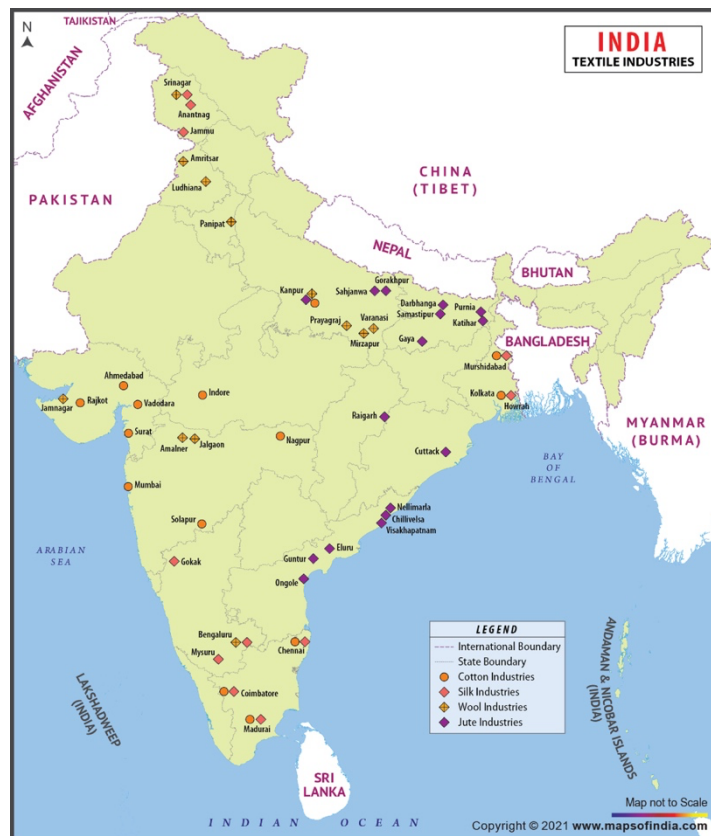 TAJIKISTAN
N
INDIA
TEXTILE INDUSTRIES
AFGHANISTAN
Srinagar
Anantnag
Jammu
Amritsar
Ludhiana
PAKISTAN
CHINA
(TIBET)
Panipat
NEPAL
BHUTAN
Kanpur
Sahjanwa
Gorakhpur
Darbhanga
Samastipur
Purnia
Katihar
Prayagraj
Varanasi
Mirzapur
Gaya
BANGLADESH
Murshidabad
Ahmedabad
Jamnagar
Rajkot
Vadodara
Indore
Kolkata
Howrah
Raigarh
MYANMAR
(BURMA)
Surat
Amalner
Jalgaon
Nagpur
Cuttack
BAY
OF
BENGAL
Mumbai
Solapur
Nellimarla
Chillivelsa
Visakhapatnam
ARABIAN
SEA
Gokak
Eluru
Guntur
Ongole
Bengaluru
Chennai
Mysuru
Coimbatore
Madurai
LEGEND
International Boundary
State Boundary
Cotton Industries
Silk Industries
Wool Industries
Jute Industries
LAKSHADWEEP
(INDIA)
ANDAMAN & NICOBAR ISLANDS
(INDIA)
SRI
LANKA
Map not to Scale
INDIAN OCEAN
Copyright © 2021 www.mapsofindia.com